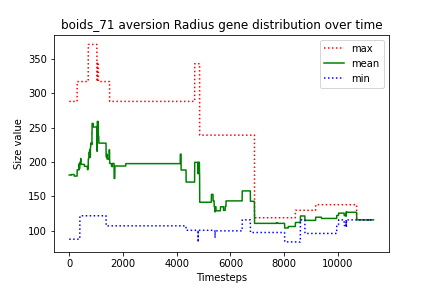 boids_71 aversion Radius gene distribution over time
Size value
350
300
250
200
150
100
max
mean
min
0
2000
4000
6000
8000
10000
Timesteps